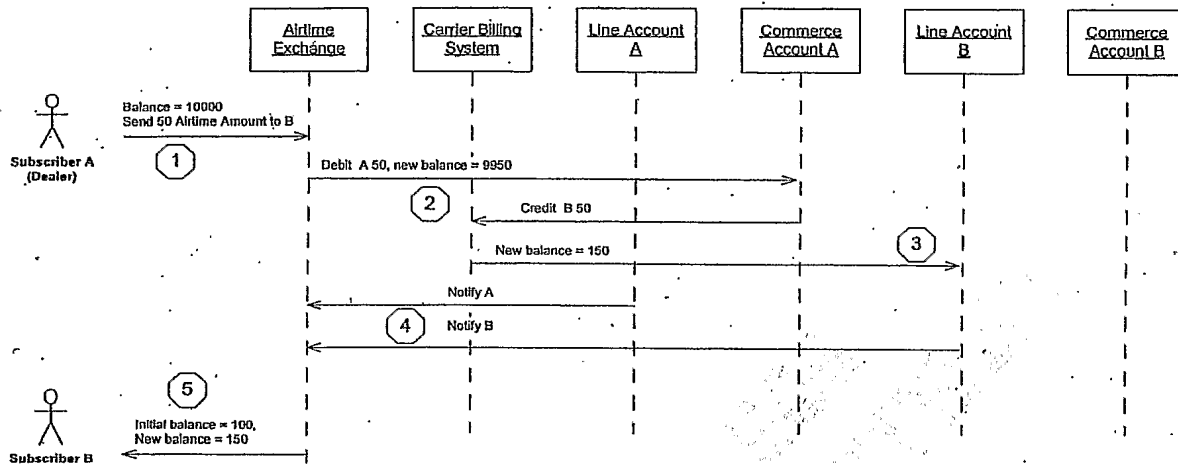 Airtime
Exchange
Carrier Billing
System
Line Account
A
Commerce
Account A
Line Account
B
Commerce
Account B
Balance = 10000
Send 50 Airtime Amount to B
Subscriber A
(Dealer)
1
Debit A 50, new balance = 9950
2
Credit B 50
3
New balance = 150
Notify A
4
Notify B
5
Initial balance = 100,
New balance = 150
Subscriber B